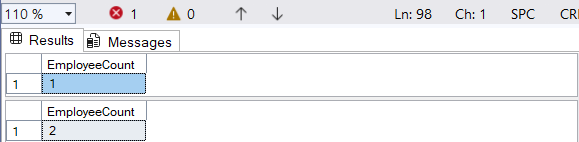 110 % 1 0 Ln: 98 Ch: 1 SPC CR
Results Messages
EmployeeCount
1 1
EmployeeCount
1 2